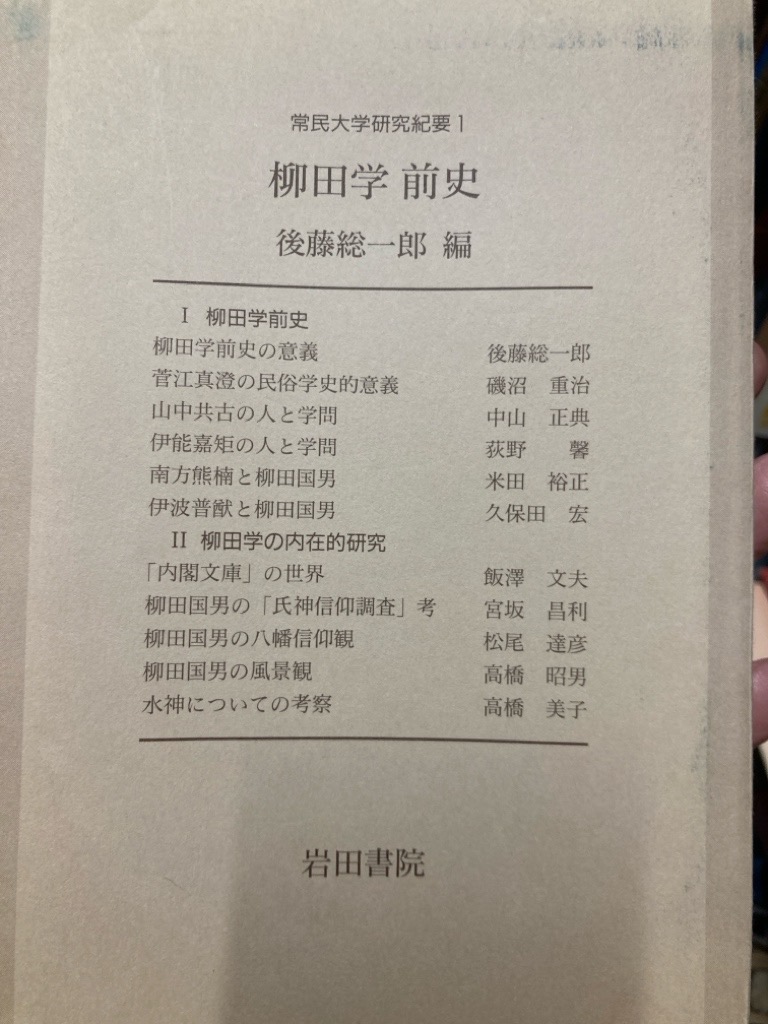 常民大学研究紀要1
柳田学 前史
後藤総一郎 編
I 柳田学前史
柳田学前史の意義 後藤総一郎
菅江真澄の民俗学史的意義 磯沼 重治
山中共古の人と学問 中山 正典
伊能嘉矩の人と学問 荻野 馨
南方熊楠と柳田国男 米田 裕正
伊波普猷と柳田国男 久保田 宏
II 柳田学の内在的研究
「内閣文庫」の世界 飯澤 文夫
柳田国男の「氏神信仰調査」考 宮坂 昌利
柳田国男の八幡信仰観 松尾 達彦
柳田国男の風景観 高橋 昭男
水神についての考察 高橋 美子
岩田書院